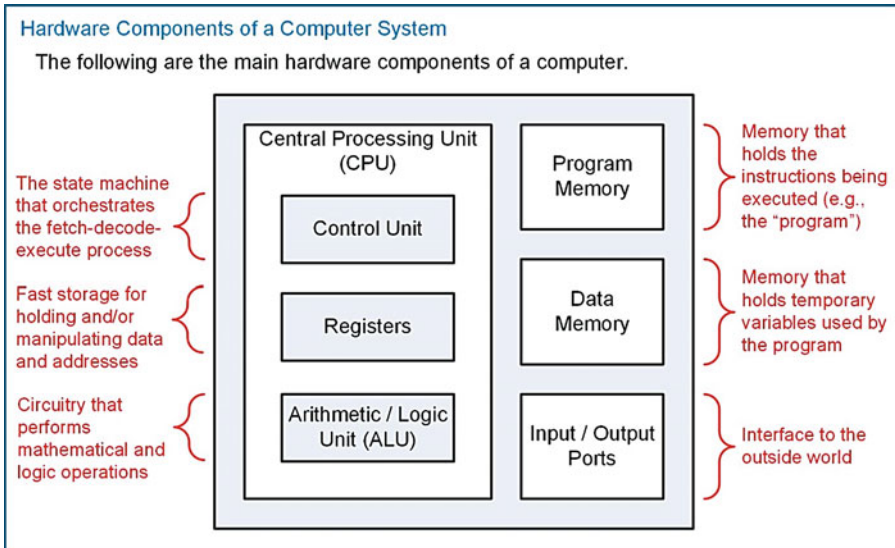 Hardware Components of a Computer System
The following are the main hardware components of a computer.
The state machine
that orchestrates
the fetch-decode-
execute process
Fast storage for
holding and/or
manipulating data
and addresses
Circuitry that
performs
mathematical and
logic operations
Central Processing Unit
(CPU)
Control Unit
Registers
Arithmetic / Logic
Unit (ALU)
Program
Memory
Data
Memory
Input / Output
Ports
Memory that
holds the
instructions being
executed (e.g.,
the “program”)
Memory that
holds temporary
variables used by
the program
Interface to the
outside world